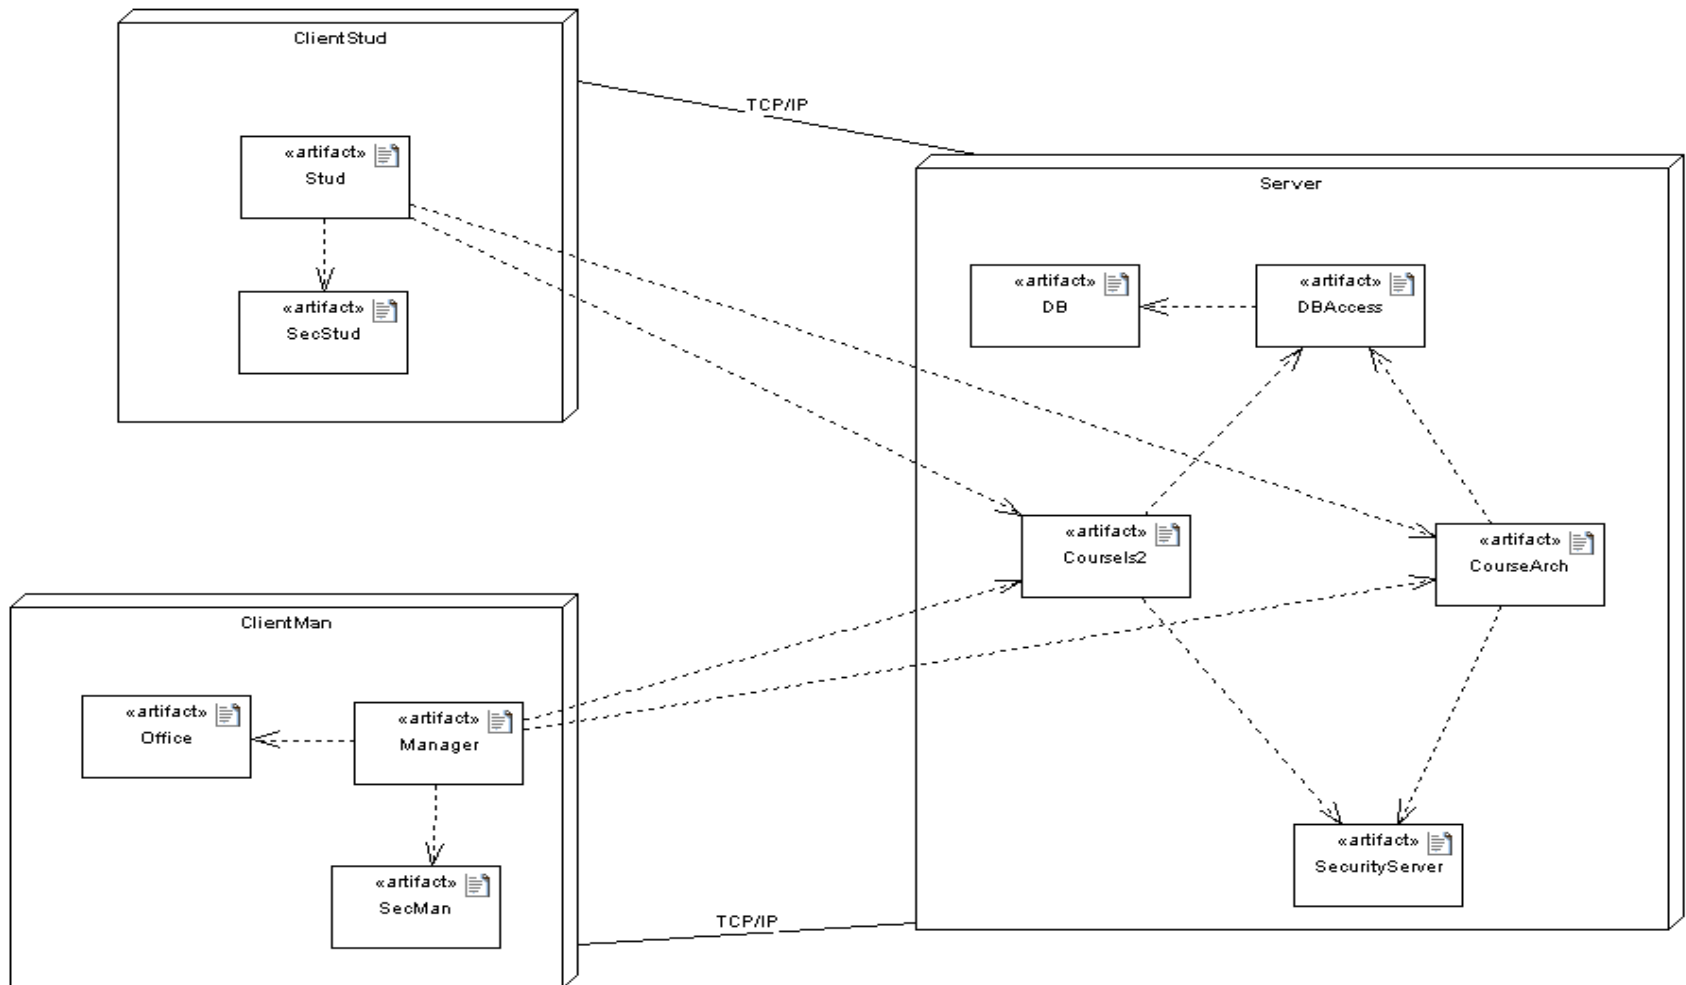 ClientStud
«artifact»
Stud
«artifact»
SecStud
TCP/IP
Server
«artifact»
DB
«artifact»
DBAccess
«artifact»
CourseIs2
«artifact»
CourseArch
«artifact»
SecurityServer
ClientMan
«artifact»
Office
«artifact»
Manager
«artifact»
SecMan
TCP/IP